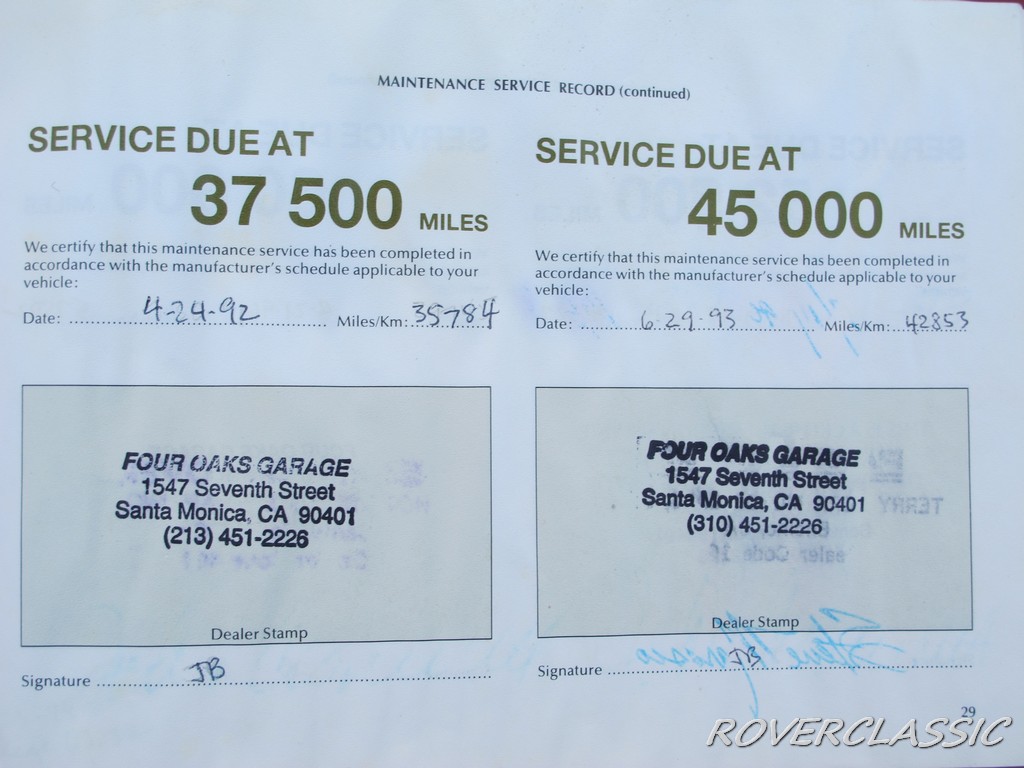 MAINTENANCE SERVICE RECORD (continued)
SERVICE DUE AT
37 500 MILES
We certify that this maintenance service has been completed in
accordance with the manufacturer's schedule applicable to your
vehicle:
Date: 4-24-92 Miles/Km: 35784
FOUR OAKS GARAGE
1547 Seventh Street
Santa Monica, CA 90401
(213) 451-2226
Dealer Stamp
Signature JB
SERVICE DUE AT
45 000 MILES
We certify that this maintenance service has been completed in
accordance with the manufacturer's schedule applicable to your
vehicle:
Date: 6-29-93 Miles/Km: 42853
FOUR OAKS GARAGE
1547 Seventh Street
Santa Monica, CA 90401
(310) 451-2226
Dealer Stamp
Signature JB
29
ROVERCLASSIC